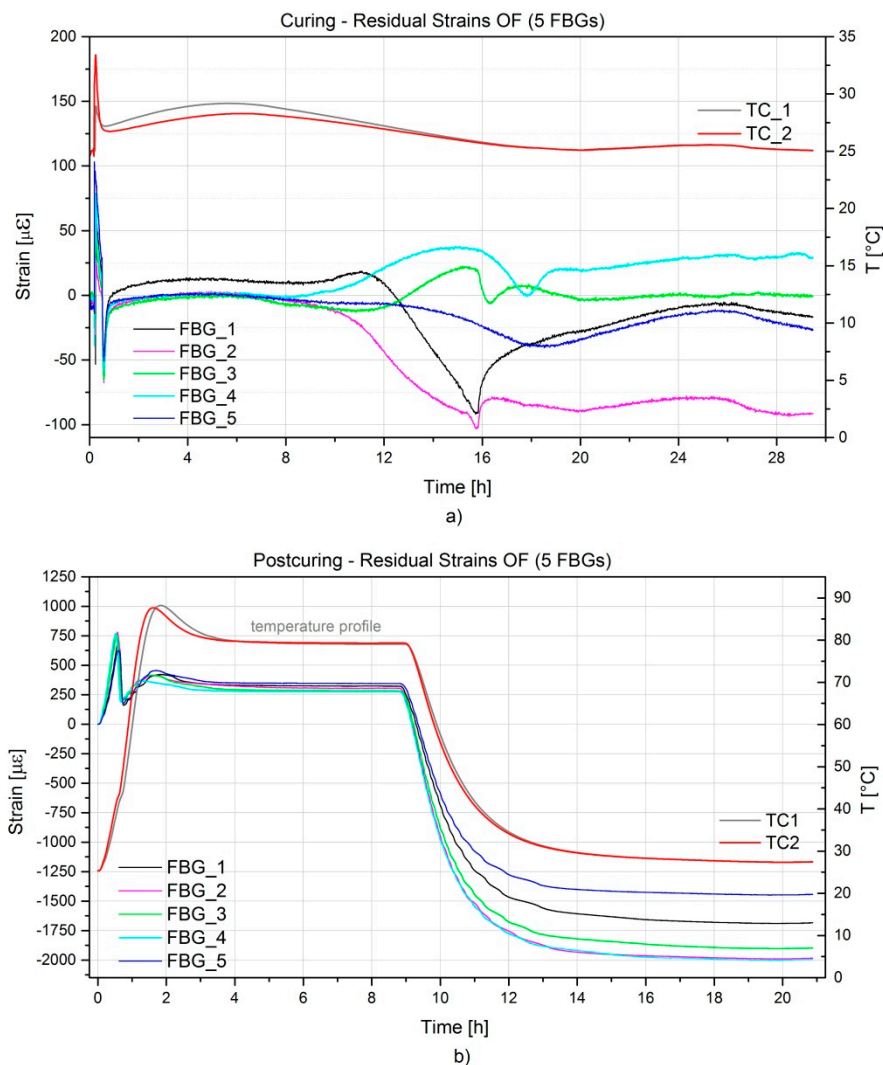 Curing - Residual Strains OF (5 FBGs)
200
150
100
50
0
-50
-100
Strain [με]
35
30
25
20
15
10
5
0
T [°C]
TC_1
TC_2
FBG_1
FBG_2
FBG_3
FBG_4
FBG_5
0 4 8 12 16 20 24 28
Time [h]
a)
Postcuring - Residual Strains OF (5 FBGs)
1250
1000
750
500
250
0
-250
-500
-750
-1000
-1250
-1500
-1750
-2000
Strain [με]
90
80
70
60
50
40
30
20
10
0
T [°C]
temperature profile
TC1
TC2
FBG_1
FBG_2
FBG_3
FBG_4
FBG_5
0 2 4 6 8 10 12 14 16 18 20
Time [h]
b)